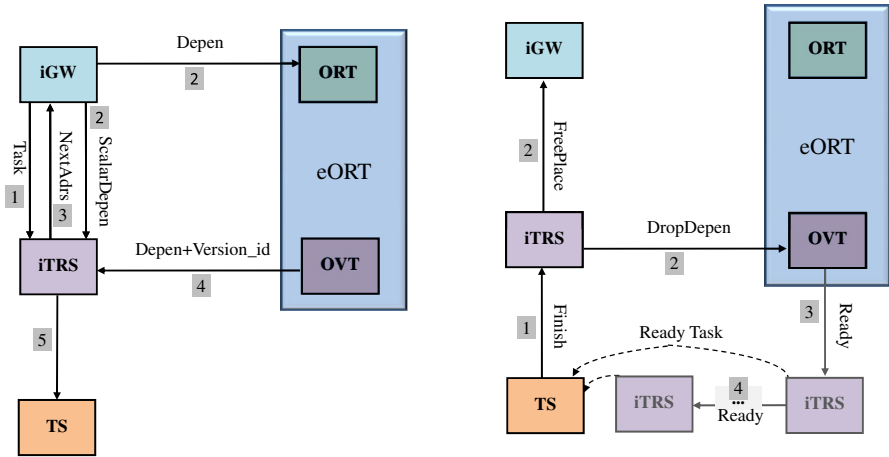 Depen
2
iGW
ORT
2
Task
NextAdrs
ScalarDepen
1
3
eORT
iTRS
Depen+Version_id
4
OVT
5
TS
iGW
ORT
2
FreePlace
eORT
iTRS
DropDepen
2
OVT
1
Finish
3
Ready
Ready Task
TS
iTRS
4
...
Ready
iTRS